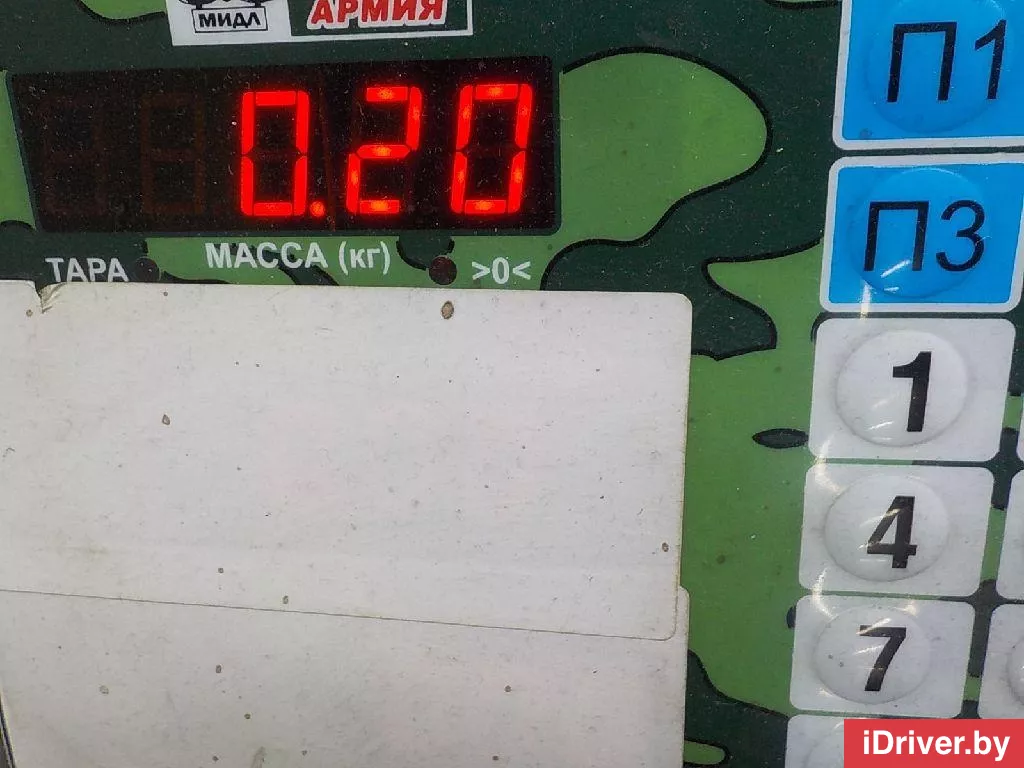 МИДЛ
АРМИЯ
0.20
ТАРА
МАССА (кг)
>0<
П1
П3
1
4
7
iDriver.by